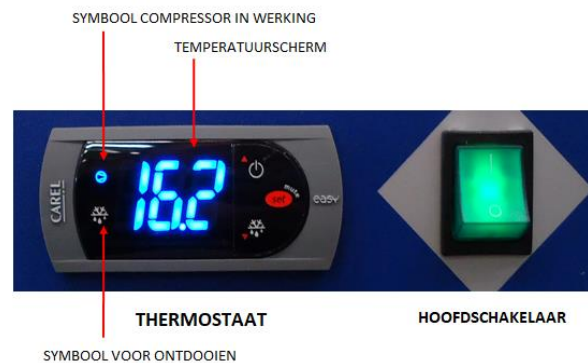 SYMBOOL COMPRESSOR IN WERKING
TEMPERATUURSCHERM
CAREL
16.2
mute
set
easy
THERMOSTAAT
HOOFDSCHAKELAAR
SYMBOOL VOOR ONTDOOIEN